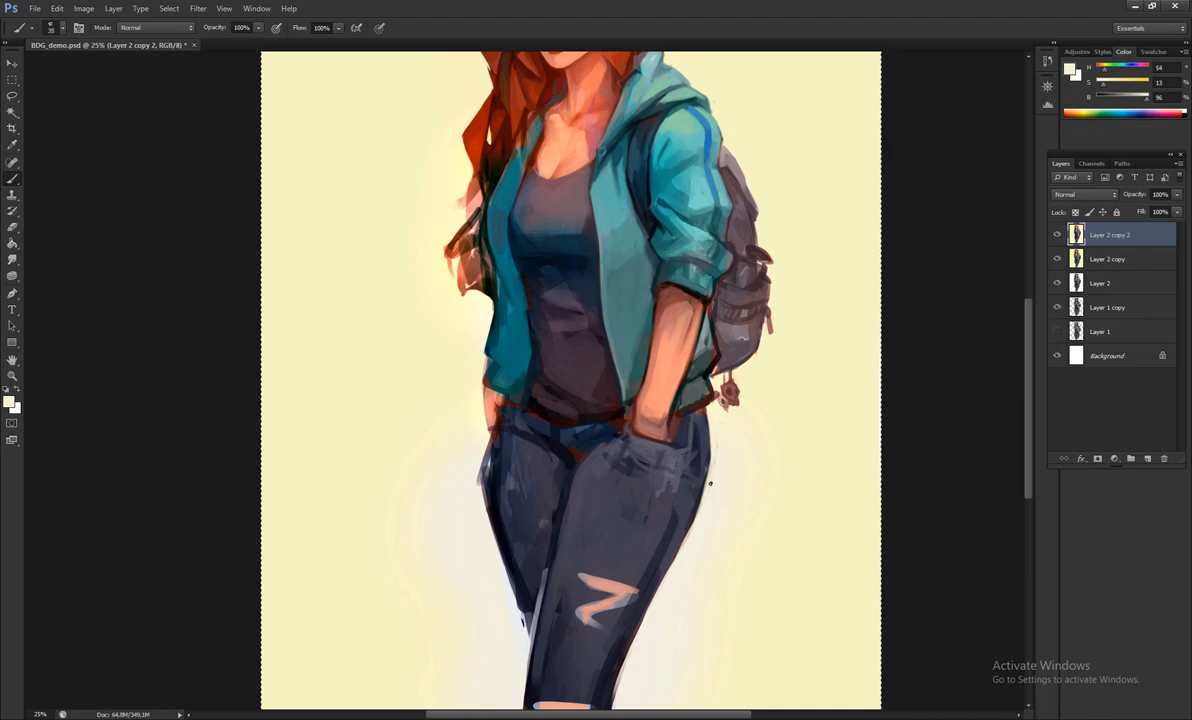 Ps File Edit Image Layer Type Select Filter View Window Help
35 Mode: Normal Opacity: 100% Flow: 100% Essentials
BDG_demo.psd @ 25% (Layer 2 copy 2, RGB/8) * ×
Adjustme Styles Color Swatches
H 54 °
S 13 %
B 96 %
Layers Channels Paths
Kind
Normal Opacity: 100%
Lock: Fill: 100%
Layer 2 copy 2
Layer 2 copy
Layer 2
Layer 1 copy
Layer 1
Background
Activate Windows
Go to Settings to activate Windows.
25% Doc: 64,8M/349,1M